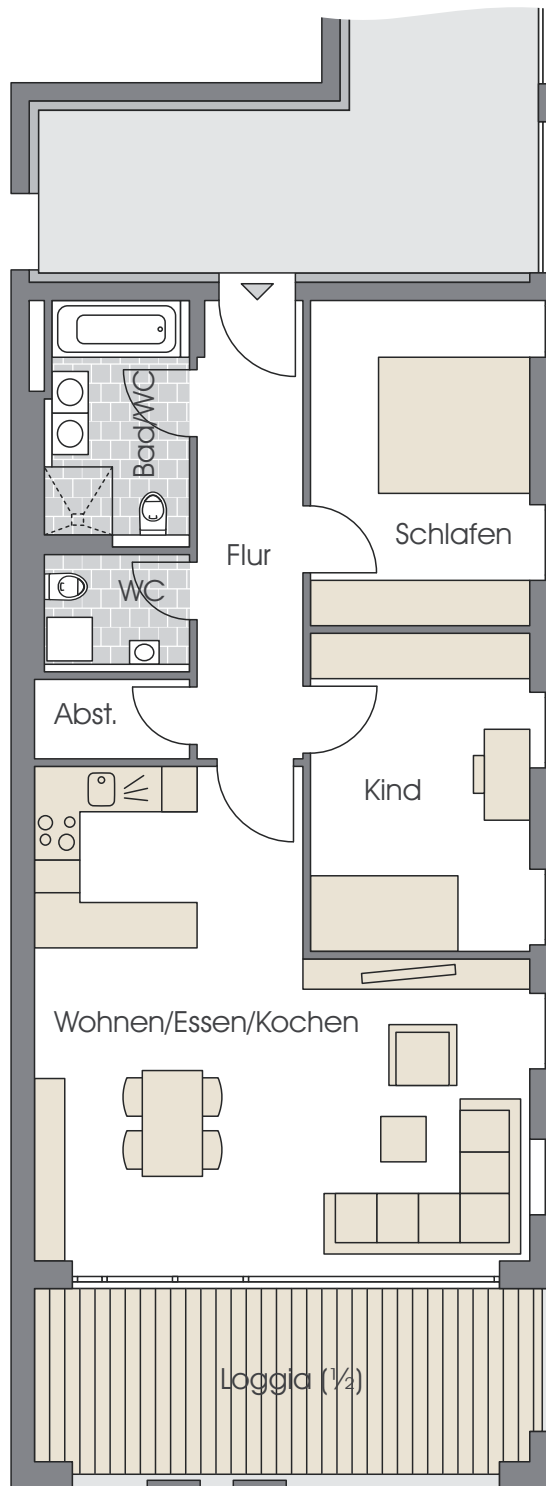 Bad/WC
Schlafen
Flur
WC
Abst.
Kind
Wohnen/Essen/Kochen
Loggia (½)